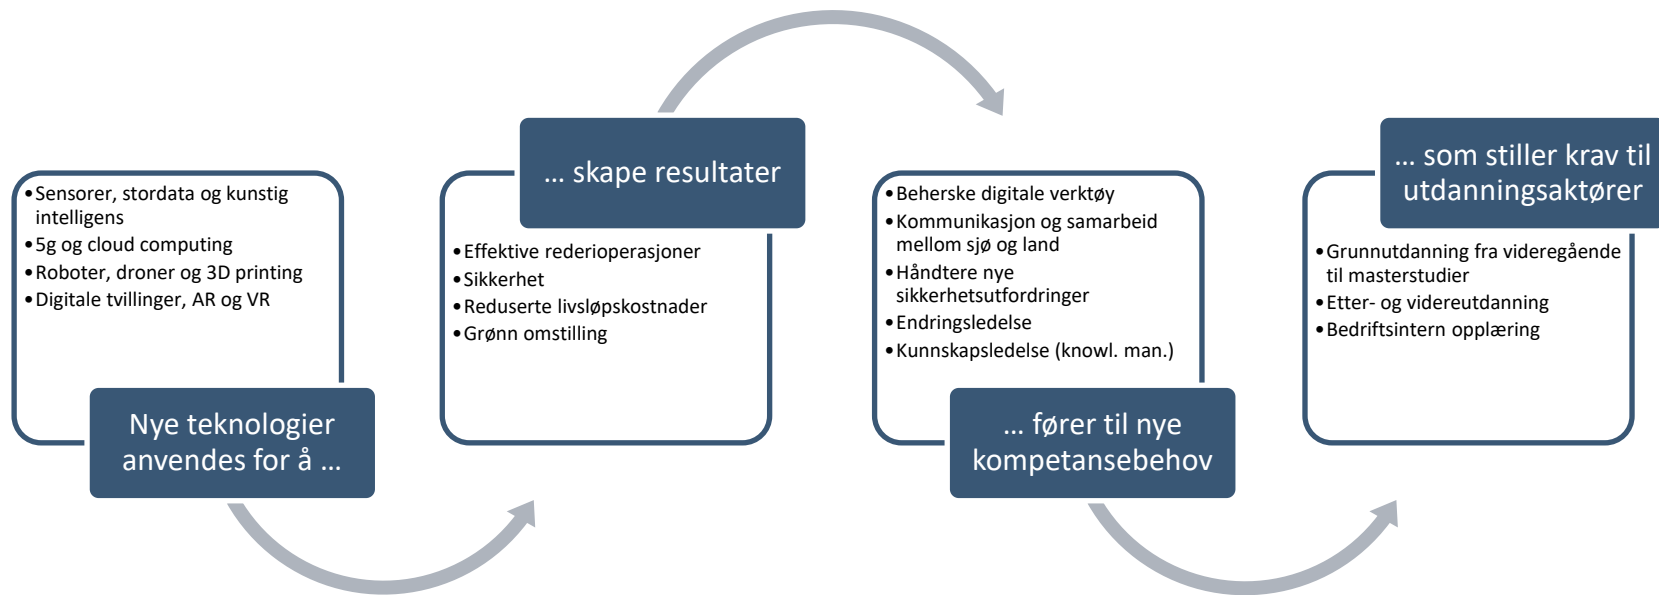 • Sensorer, stordata og kunstig
intelligens
• 5g og cloud computing
• Roboter, droner og 3D printing
• Digitale tvillinger, AR og VR
Nye teknologier
anvendes for å …
… skape resultater
• Effektive rederioperasjoner
• Sikkerhet
• Reduserte livsløpskostnader
• Grønn omstilling
• Beherske digitale verktøy
• Kommunikasjon og samarbeid
mellom sjø og land
• Håndtere nye
sikkerhetsutfordringer
• Endringsledelse
• Kunnskapsledelse (knowl. man.)
… fører til nye
kompetansebehov
… som stiller krav til
utdanningsaktører
• Grunnutdanning fra videregående
til masterstudier
• Etter- og videreutdanning
• Bedriftsintern opplæring